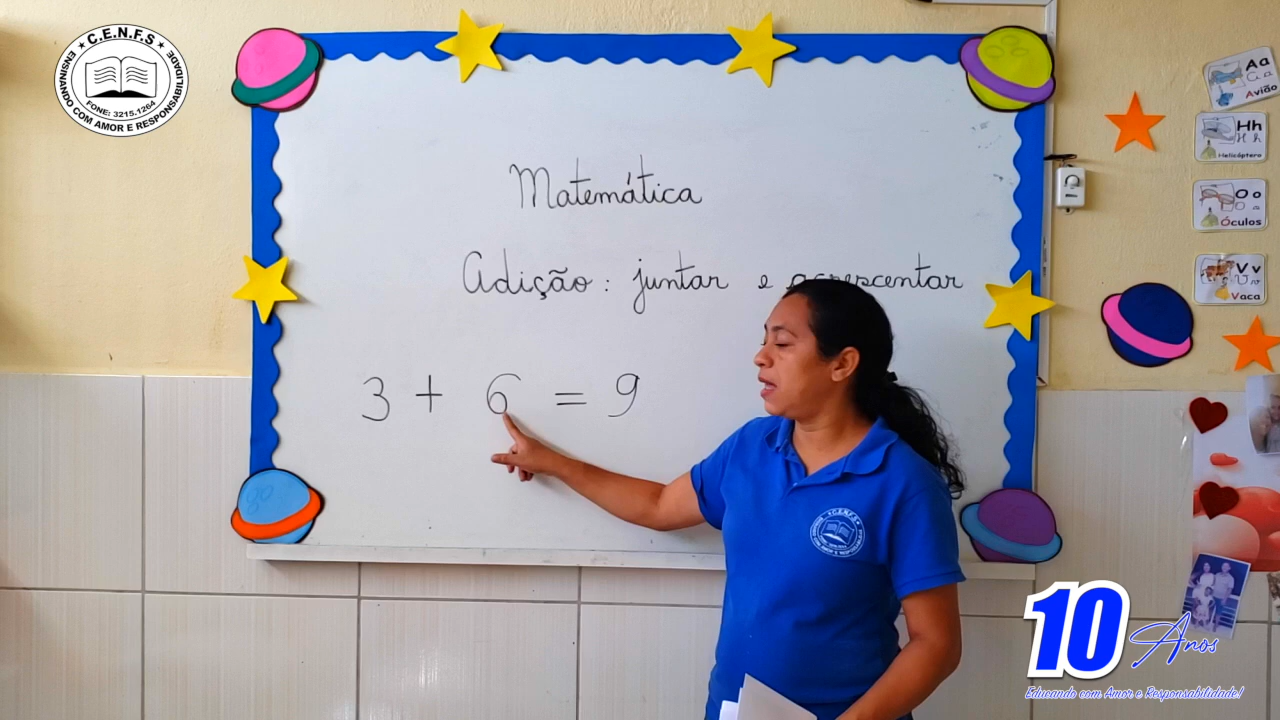 C.E.N.F.S
ENSINANDO COM AMOR E RESPONSABILIDADE
FONE: 3215.1264
Matemática
Adição: juntar e acrescentar
3 + 6 = 9
Aa
Avião
Hh
Helicóptero
Oo
Óculos
Vv
Vaca
C.E.N.F.S
10 Anos
Educando com Amor e Responsabilidade!